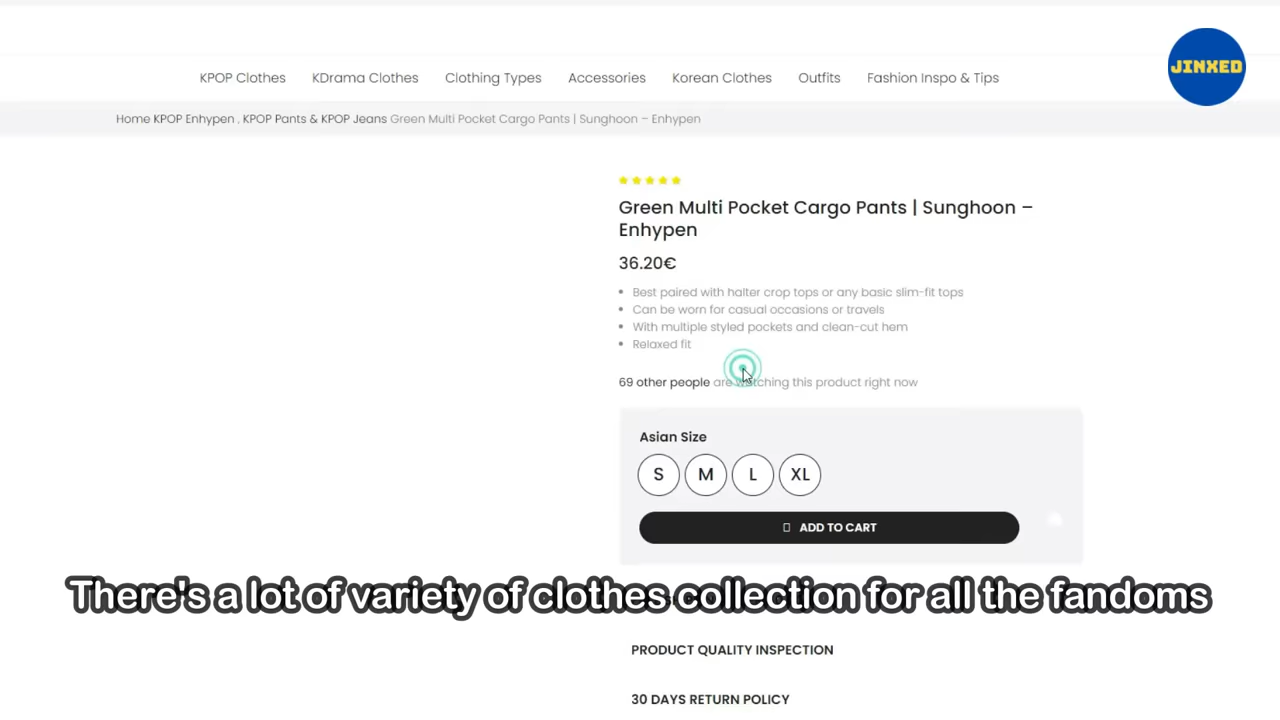 JINXED
KPOP Clothes KDrama Clothes Clothing Types Accessories Korean Clothes Outfits Fashion Inspo & Tips
Home KPOP Enhypen , KPOP Pants & KPOP Jeans Green Multi Pocket Cargo Pants | Sunghoon – Enhypen
Green Multi Pocket Cargo Pants | Sunghoon –
Enhypen
36.20€
Best paired with halter crop tops or any basic slim-fit tops
Can be worn for casual occasions or travels
With multiple styled pockets and clean-cut hem
Relaxed fit
69 other people are watching this product right now
Asian Size
S M L XL
ADD TO CART
There's a lot of variety of clothes collection for all the fandoms
PRODUCT QUALITY INSPECTION
30 DAYS RETURN POLICY